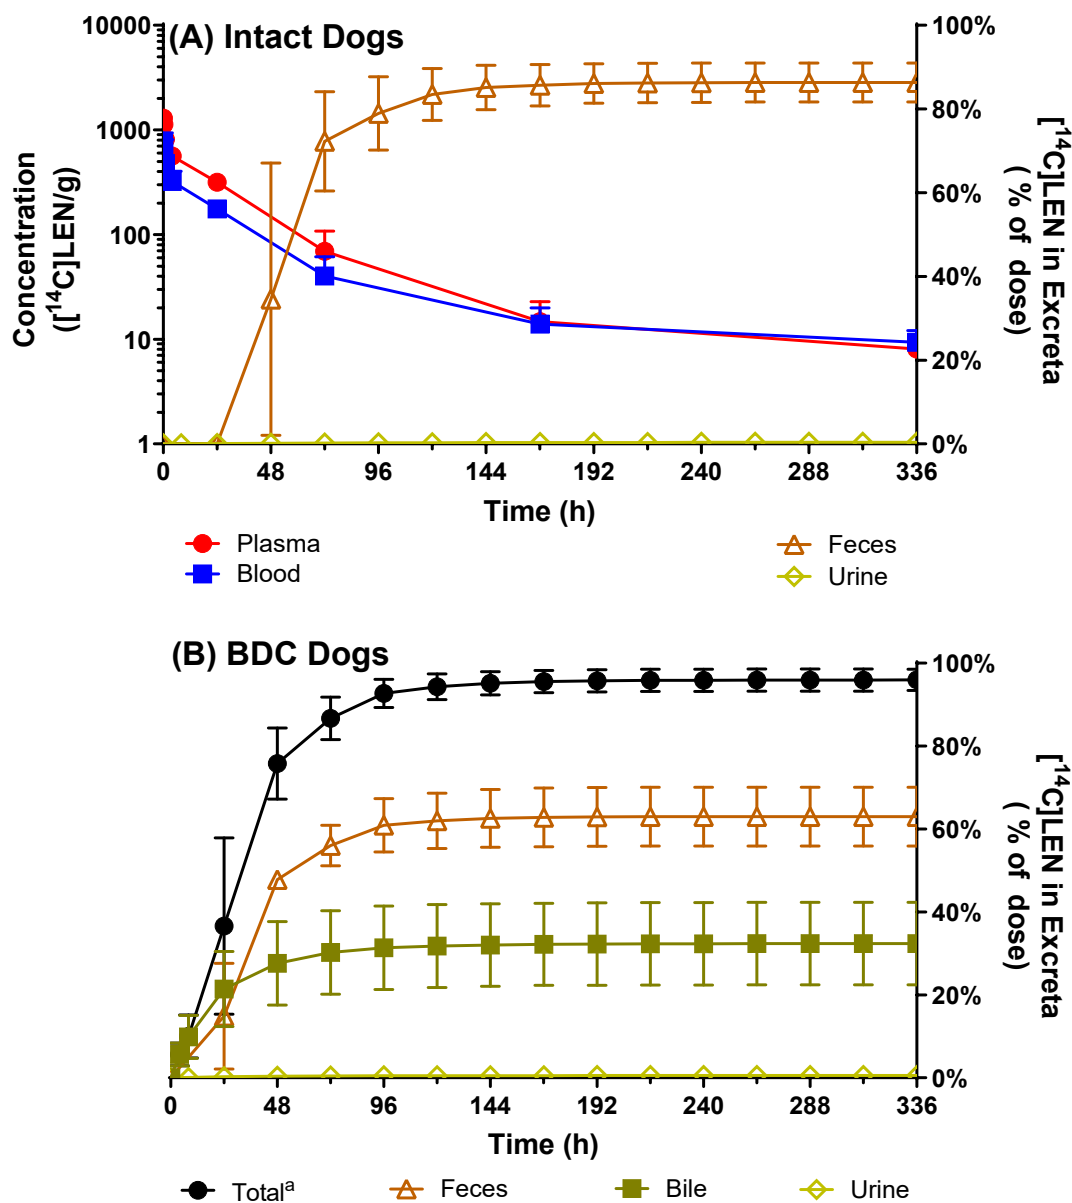 (A) Intact Dogs
10000
1000
100
10
1
Concentration
([¹⁴C]LEN/g)
100%
80%
60%
40%
20%
0%
[¹⁴C]LEN in Excreta
( % of dose)
0 48 96 144 192 240 288 336
Time (h)
Plasma
Blood
Feces
Urine
(B) BDC Dogs
100%
80%
60%
40%
20%
0%
[¹⁴C]LEN in Excreta
( % of dose)
0 48 96 144 192 240 288 336
Time (h)
Totalᵃ Feces Bile Urine